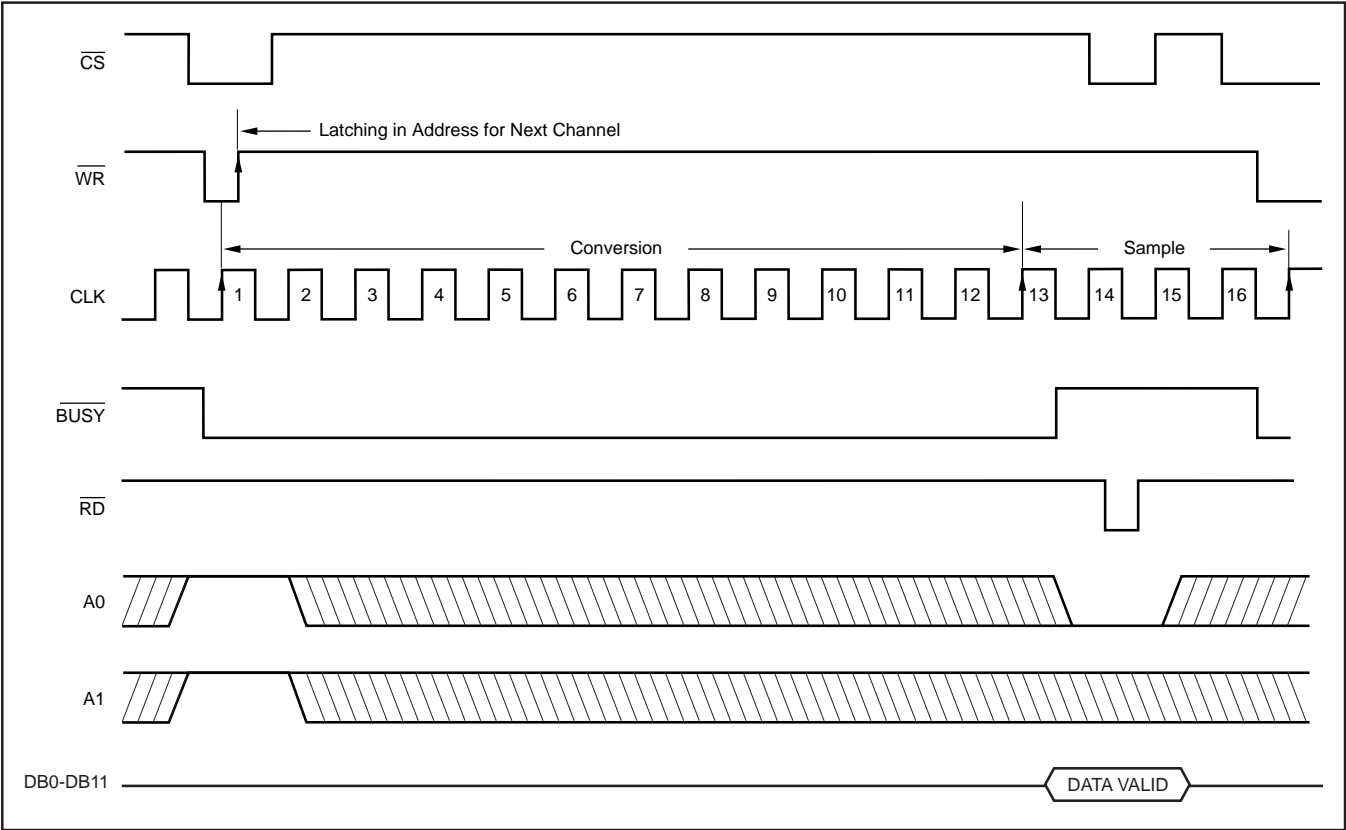 CS
Latching in Address for Next Channel
WR
Conversion
Sample
CLK
1 2 3 4 5 6 7 8 9 10 11 12 13 14 15 16
BUSY
RD
A0
A1
DB0-DB11
DATA VALID